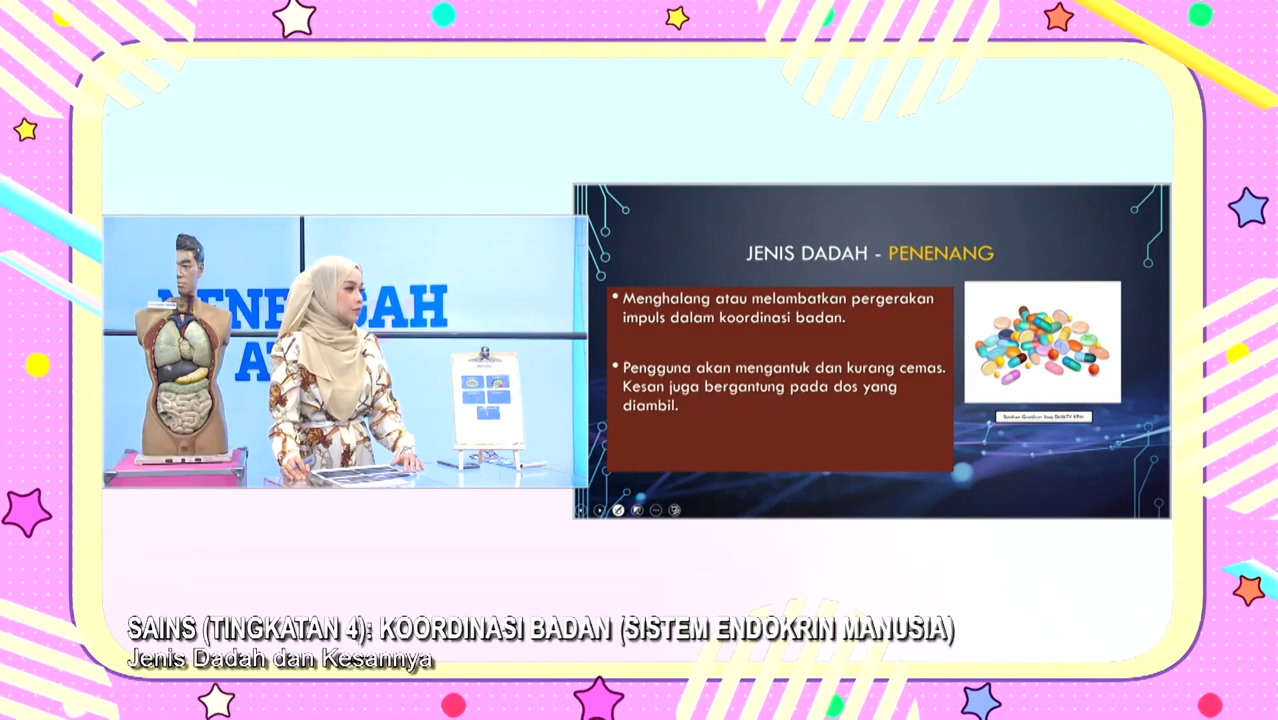 JENIS DADAH - PENENANG
• Menghalang atau melambatkan pergerakan
impuls dalam koordinasi badan.
• Pengguna akan mengantuk dan kurang cemas.
Kesan juga bergantung pada dos yang
diambil.
SAINS (TINGKATAN 4): KOORDINASI BADAN (SISTEM ENDOKRIN MANUSIA)
Jenis Dadah dan Kesannya